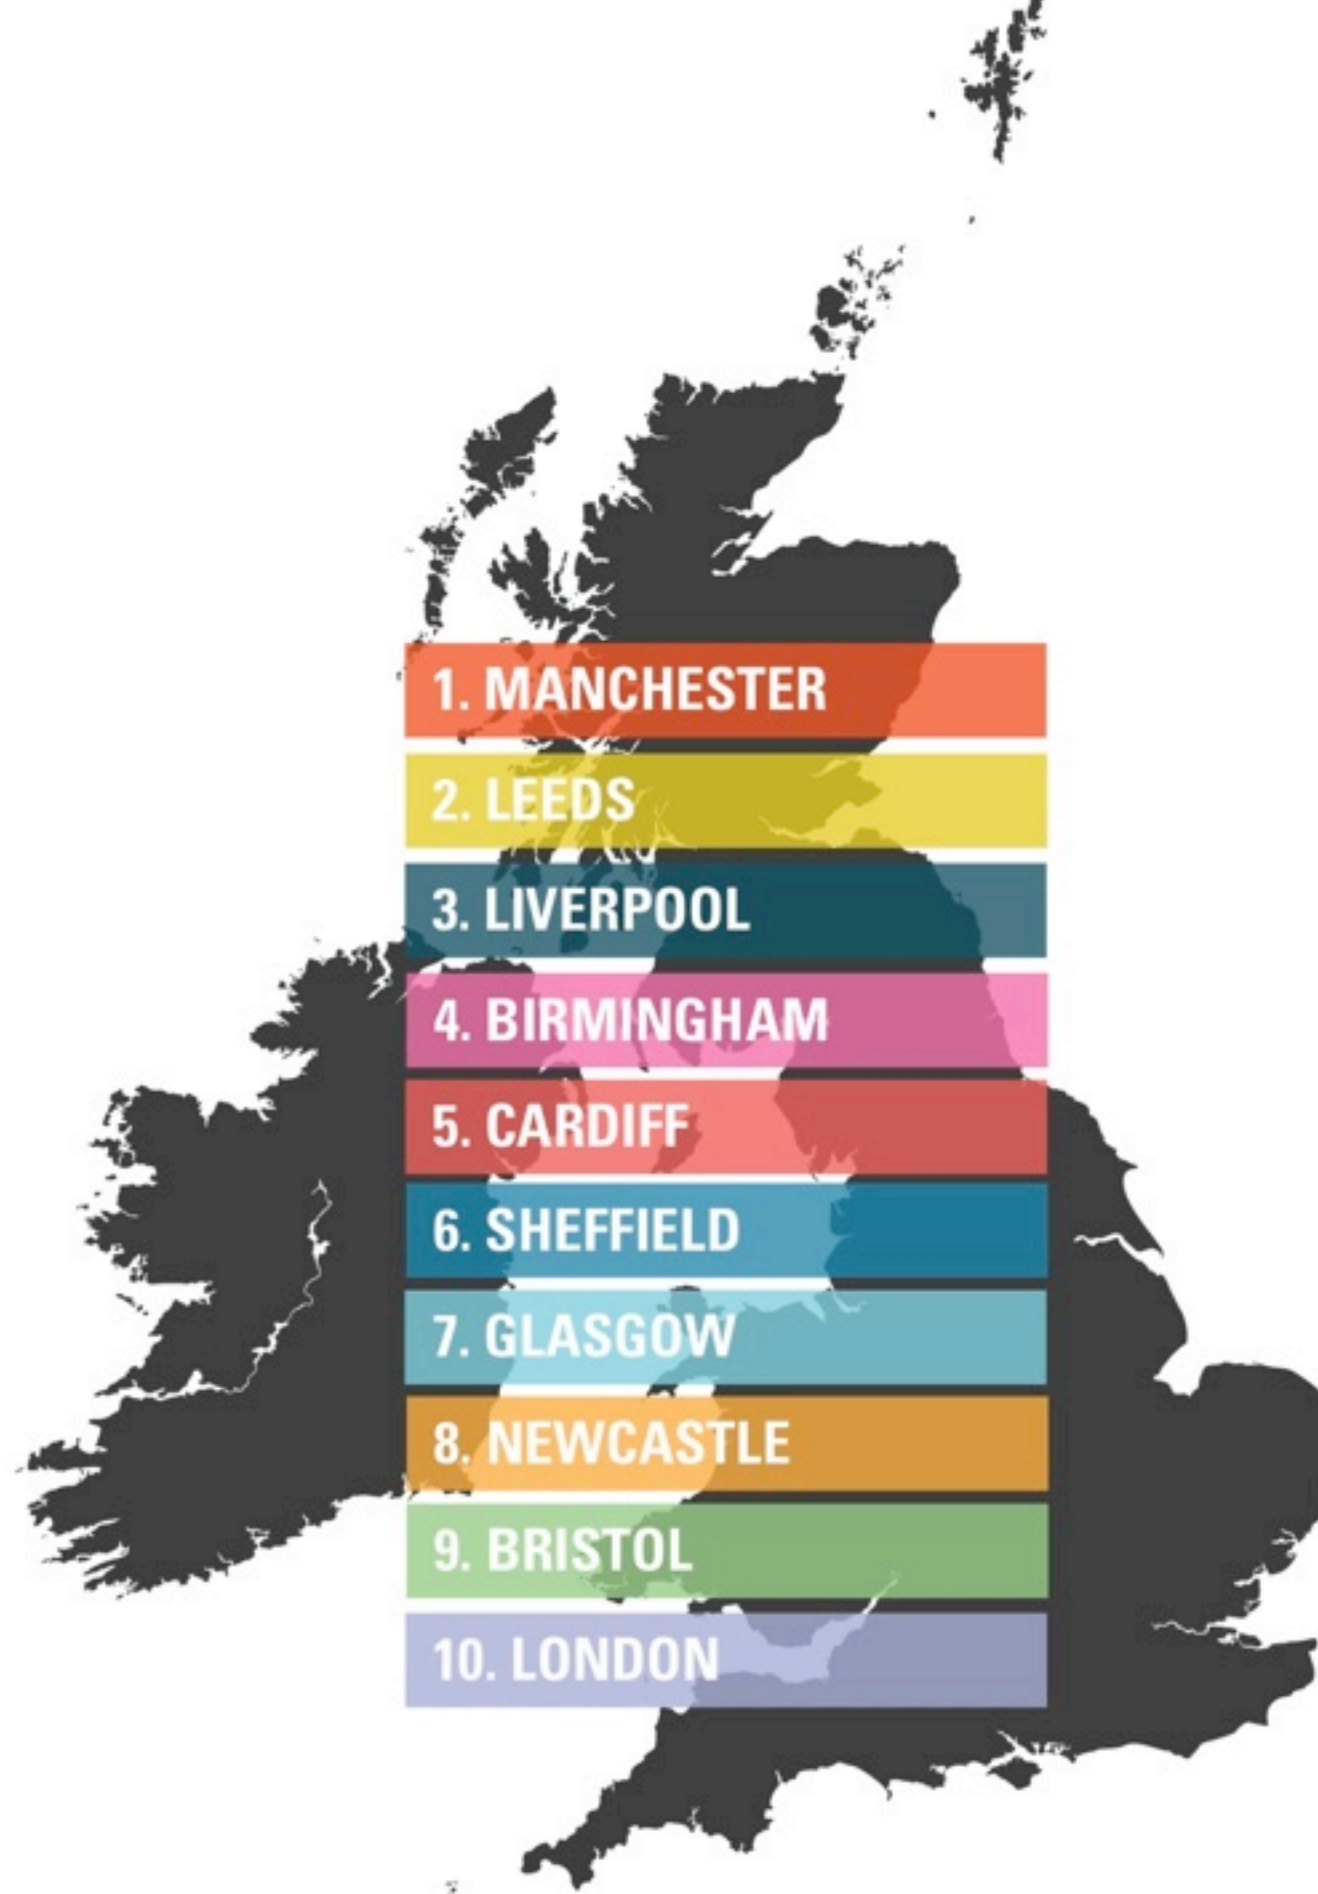 1. MANCHESTER
2. LEEDS
3. LIVERPOOL
4. BIRMINGHAM
5. CARDIFF
6. SHEFFIELD
7. GLASGOW
8. NEWCASTLE
9. BRISTOL
10. LONDON